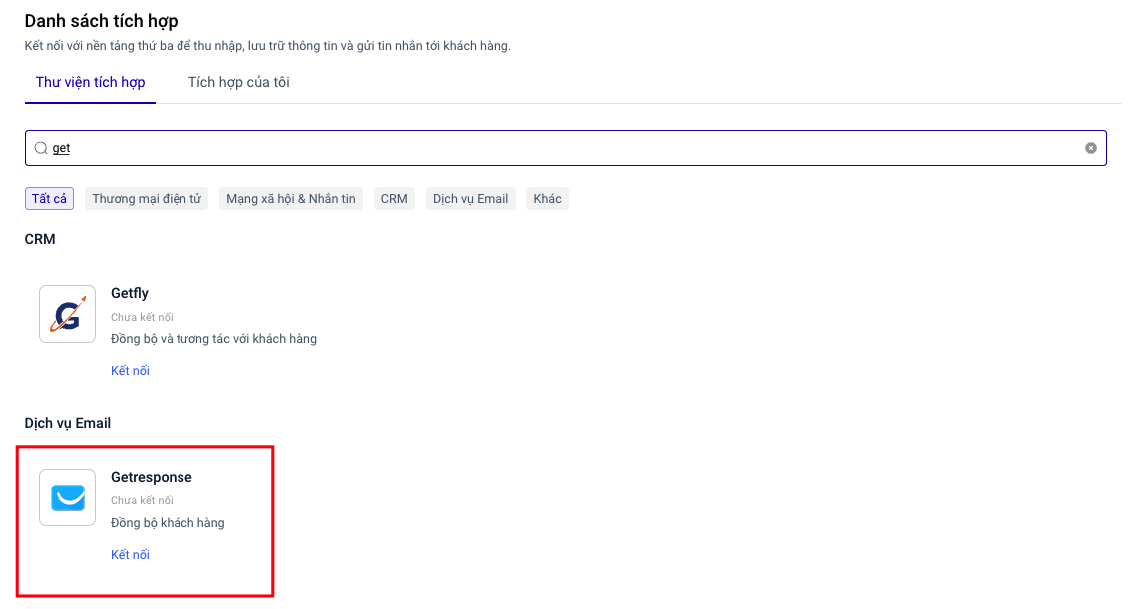 Danh sách tích hợp
Kết nối với nền tảng thứ ba để thu nhập, lưu trữ thông tin và gửi tin nhắn tới khách hàng.
Thư viện tích hợp Tích hợp của tôi
get
Tất cả Thương mại điện tử Mạng xã hội & Nhắn tin CRM Dịch vụ Email Khác
CRM
Getfly
Chưa kết nối
Đồng bộ và tương tác với khách hàng
Kết nối
Dịch vụ Email
Getresponse
Chưa kết nối
Đồng bộ khách hàng
Kết nối